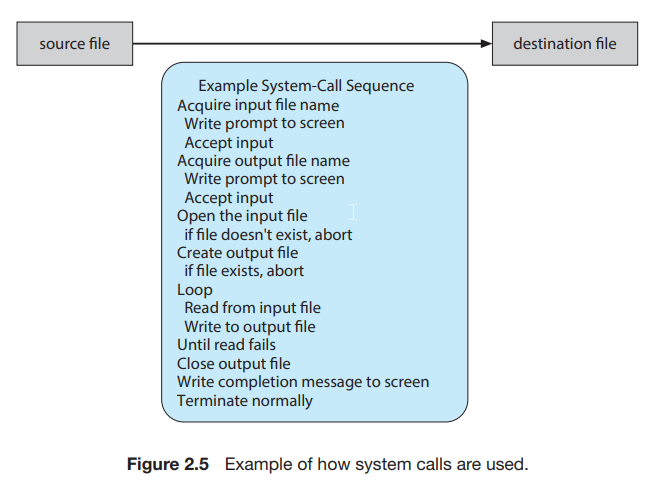 source file
destination file
Example System-Call Sequence
Acquire input file name
Write prompt to screen
Accept input
Acquire output file name
Write prompt to screen
Accept input
Open the input file
if file doesn't exist, abort
Create output file
if file exists, abort
Loop
Read from input file
Write to output file
Until read fails
Close output file
Write completion message to screen
Terminate normally
Figure 2.5 Example of how system calls are used.